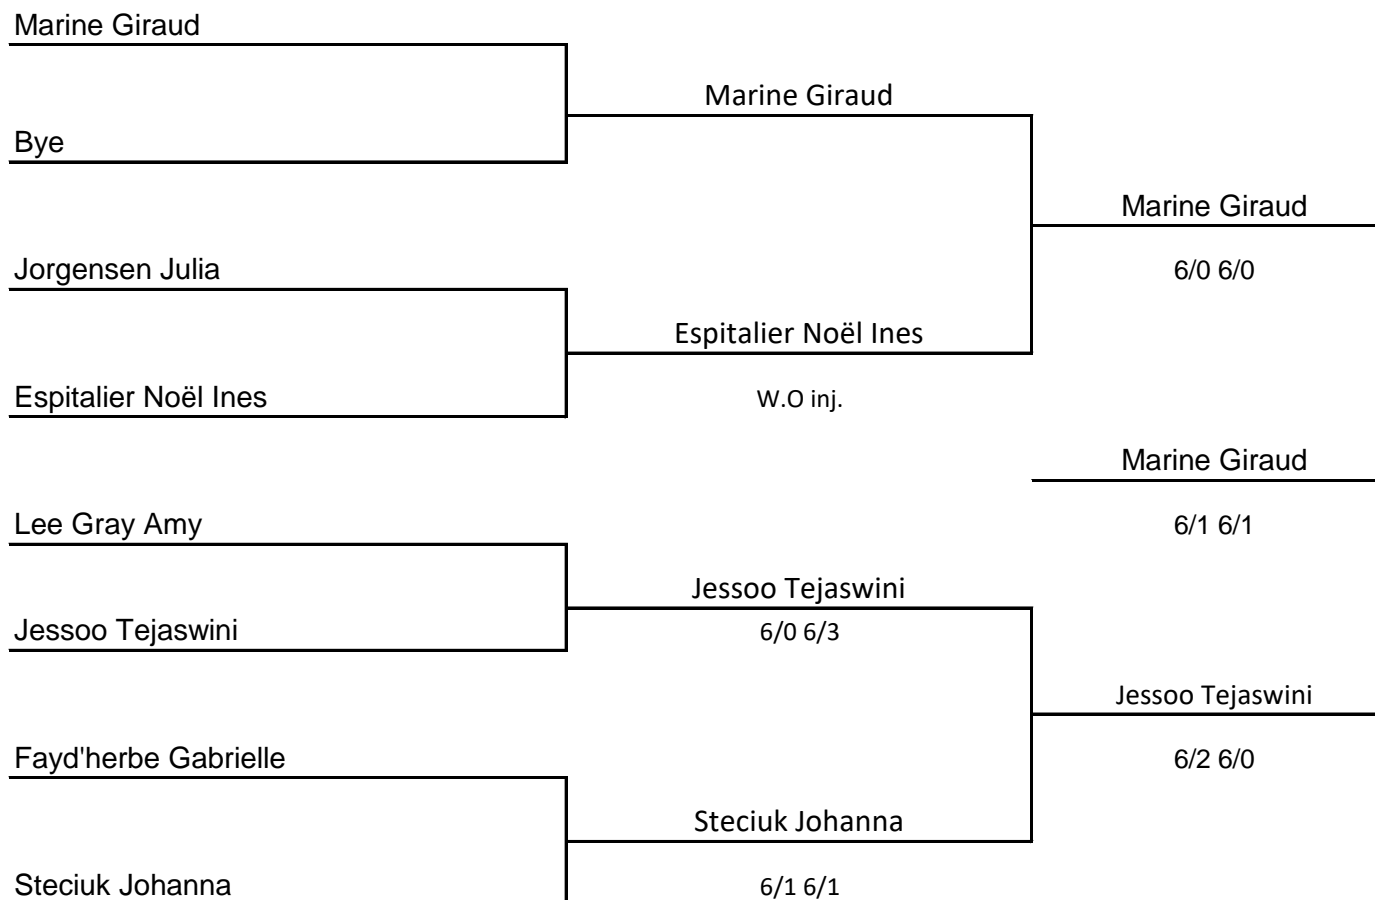 Marine Giraud
Marine Giraud
Bye
Marine Giraud
Jorgensen Julia
6/0 6/0
Espitalier Noël Ines
Espitalier Noël Ines
W.O inj.
Marine Giraud
Lee Gray Amy
6/1 6/1
Jessoo Tejaswini
Jessoo Tejaswini
6/0 6/3
Jessoo Tejaswini
Fayd'herbe Gabrielle
6/2 6/0
Steciuk Johanna
Steciuk Johanna
6/1 6/1